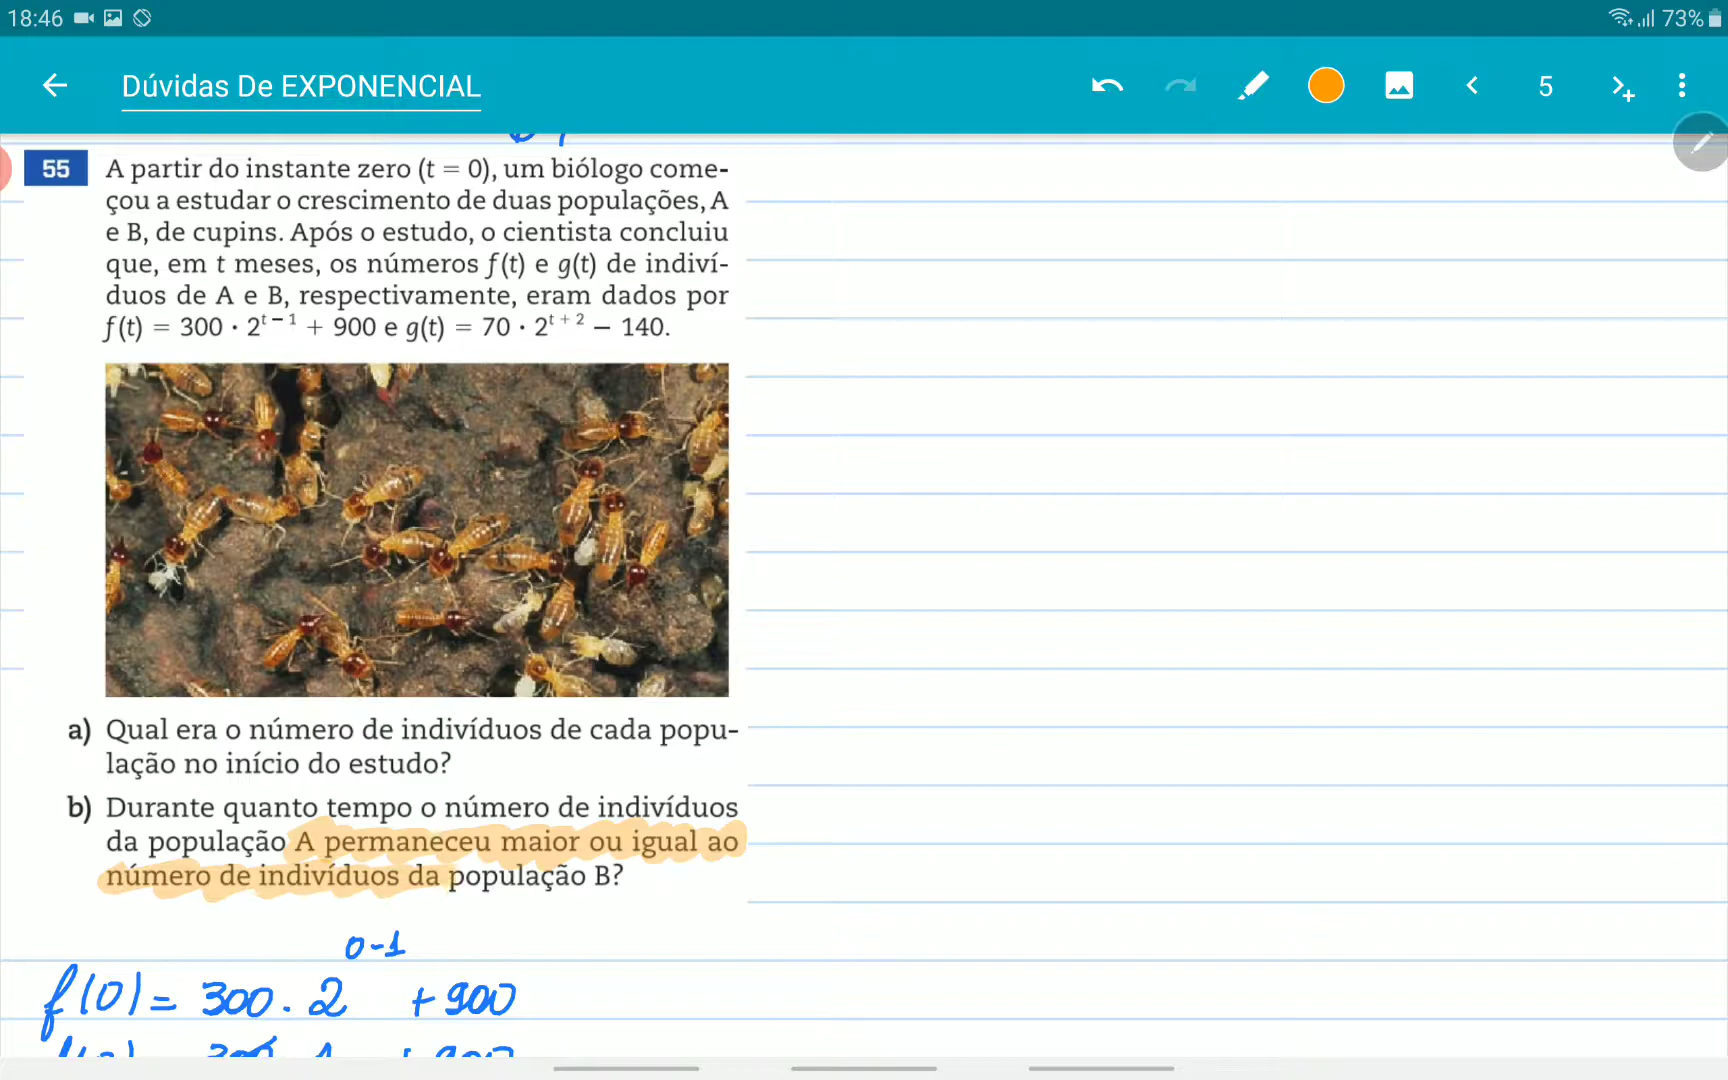 18:46
73%
Dúvidas De EXPONENCIAL
5
55 A partir do instante zero (t = 0), um biólogo come-
çou a estudar o crescimento de duas populações, A
e B, de cupins. Após o estudo, o cientista concluiu
que, em t meses, os números f(t) e g(t) de indiví-
duos de A e B, respectivamente, eram dados por
f(t) = 300 · 2^{t − 1} + 900 e g(t) = 70 · 2^{t + 2} − 140.
a) Qual era o número de indivíduos de cada popu-
lação no início do estudo?
b) Durante quanto tempo o número de indivíduos
da população A permaneceu maior ou igual ao
número de indivíduos da população B?
f(0) = 300 . 2^{0-1} + 900